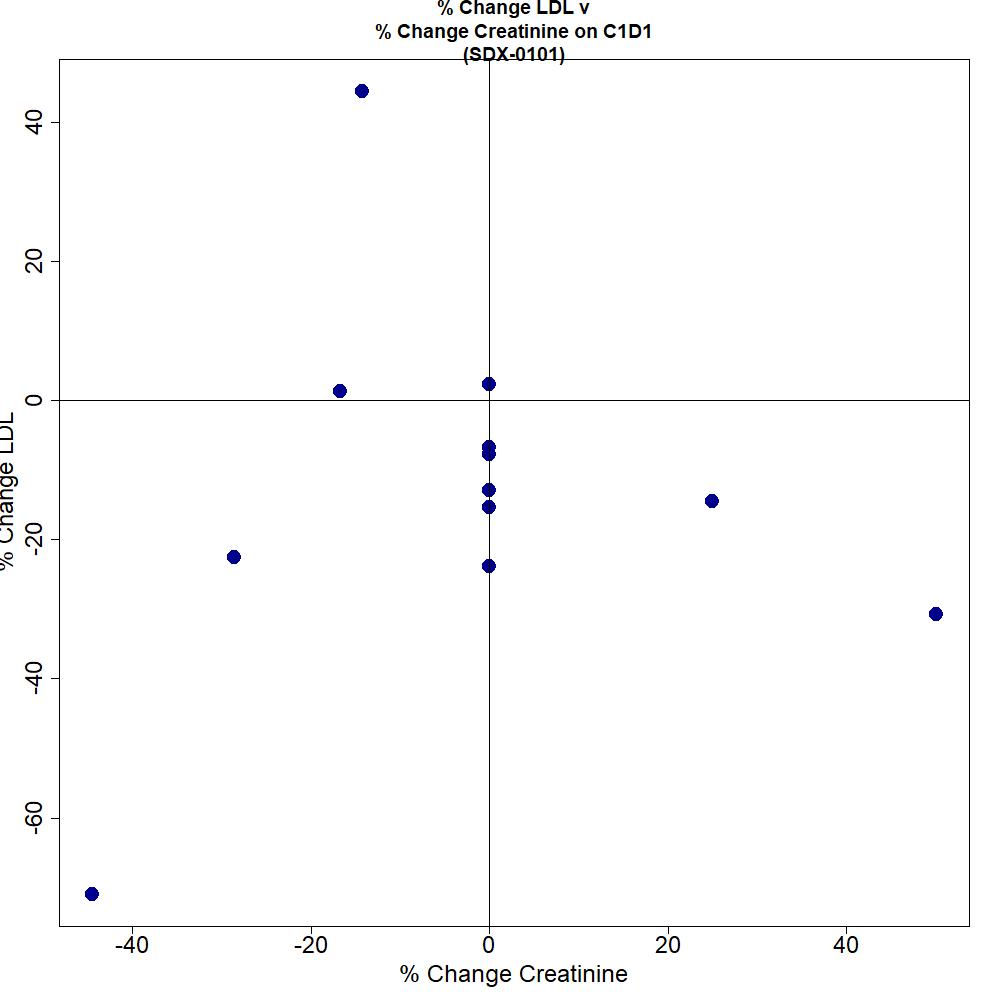 % Change LDL v
% Change Creatinine on C1D1
(SDX-0101)
40
20
0
-20
-40
-60
% Change LDL
-40
-20
0
20
40
% Change Creatinine